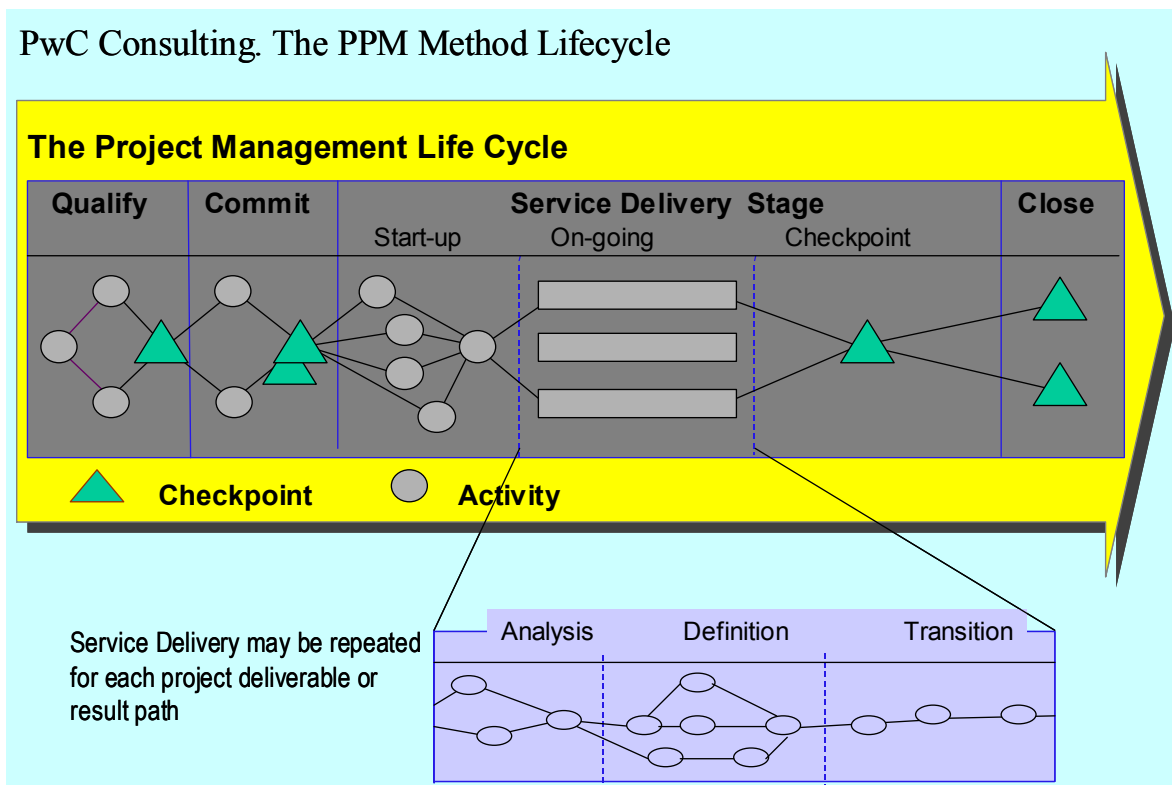 PwC Consulting. The PPM Method Lifecycle
The Project Management Life Cycle
Qualify
Commit
Service Delivery Stage
Close
Start-up
On-going
Checkpoint
Checkpoint
Activity
Service Delivery may be repeated
for each project deliverable or
result path
Analysis
Definition
Transition